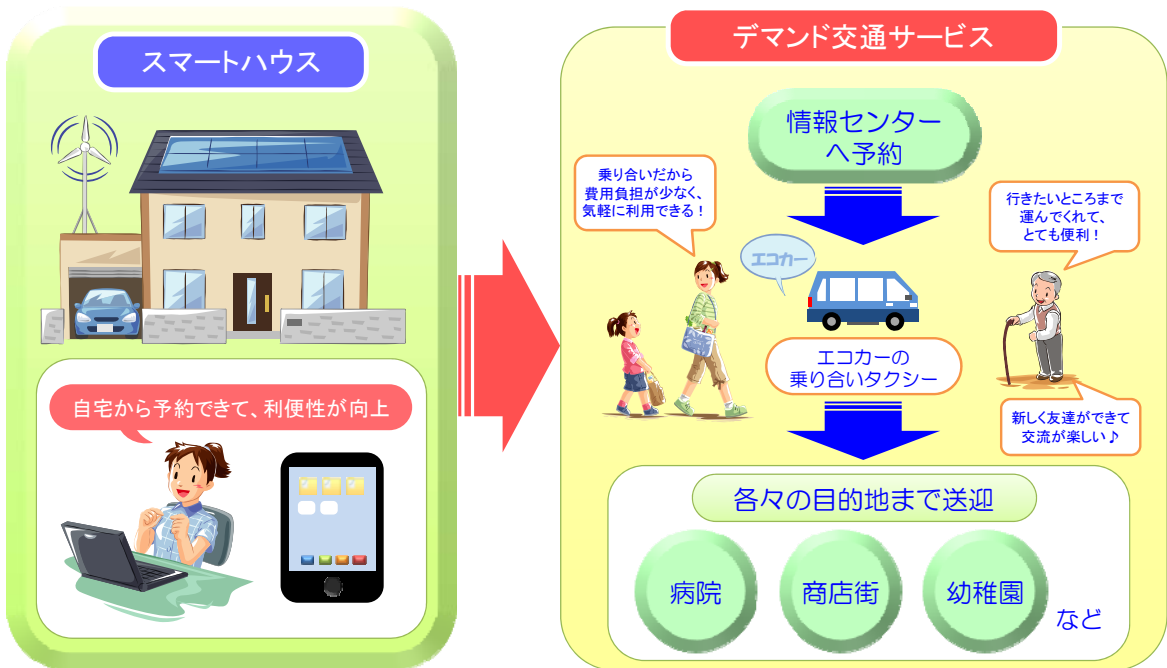 スマートハウス
自宅から予約できて、利便性が向上
デマンド交通サービス
情報センター
へ予約
乗り合いだから
費用負担が少なく、
気軽に利用できる！
行きたいところまで
運んでくれて、
とても便利！
エコカー
エコカーの
乗り合いタクシー
新しく友達ができて
交流が楽しい♪
各々の目的地まで送迎
病院
商店街
幼稚園
など